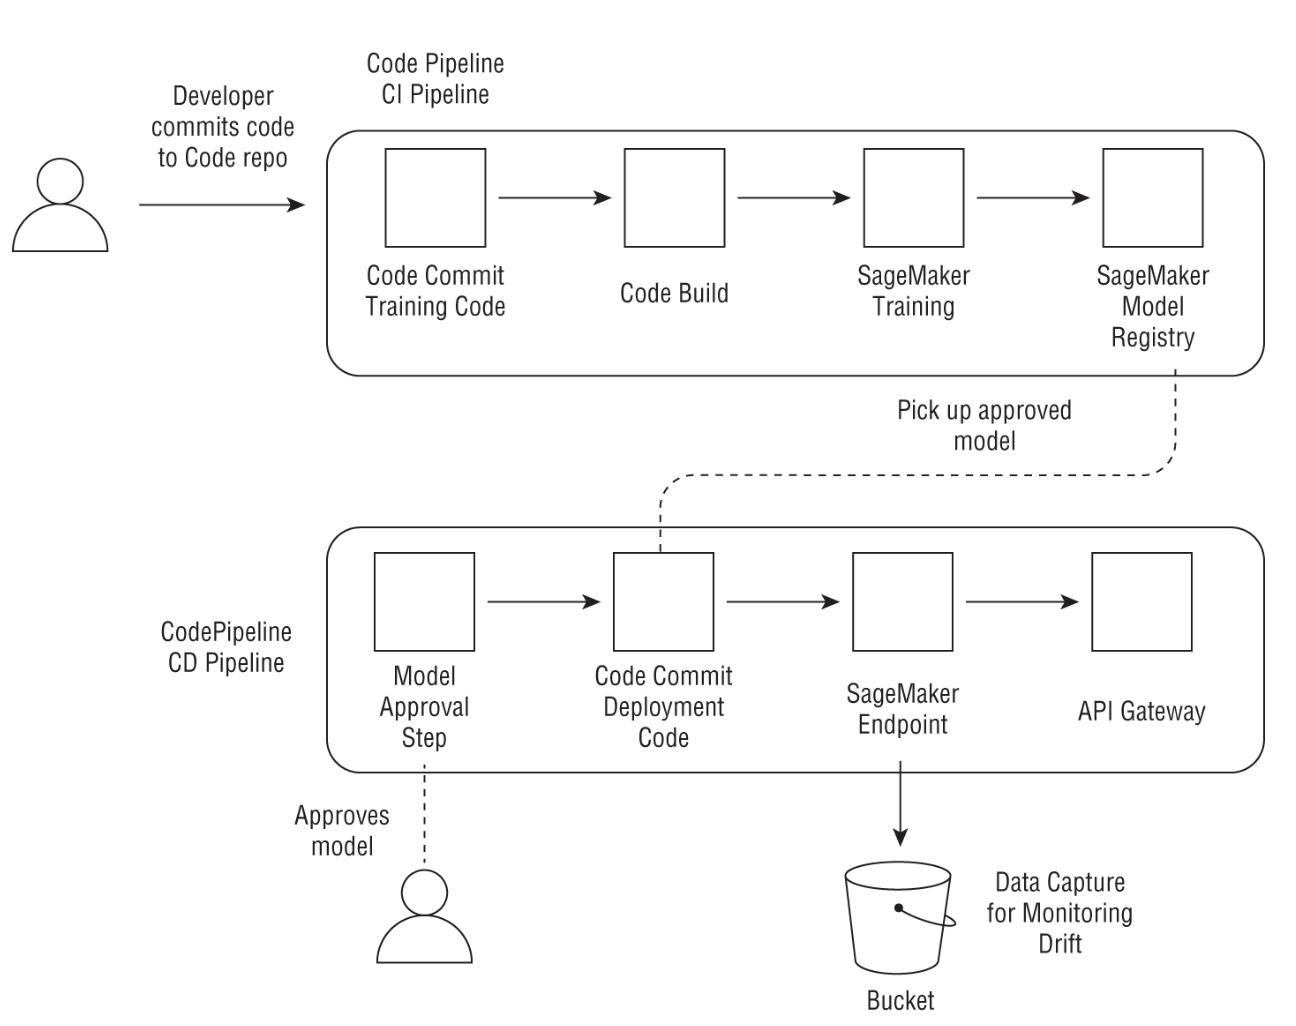 Code Pipeline
CI Pipeline
Developer
commits code
to Code repo
Code Commit
Training Code
Code Build
SageMaker
Training
SageMaker
Model
Registry
Pick up approved
model
CodePipeline
CD Pipeline
Model
Approval
Step
Code Commit
Deployment
Code
SageMaker
Endpoint
API Gateway
Approves
model
Data Capture
for Monitoring
Drift
Bucket